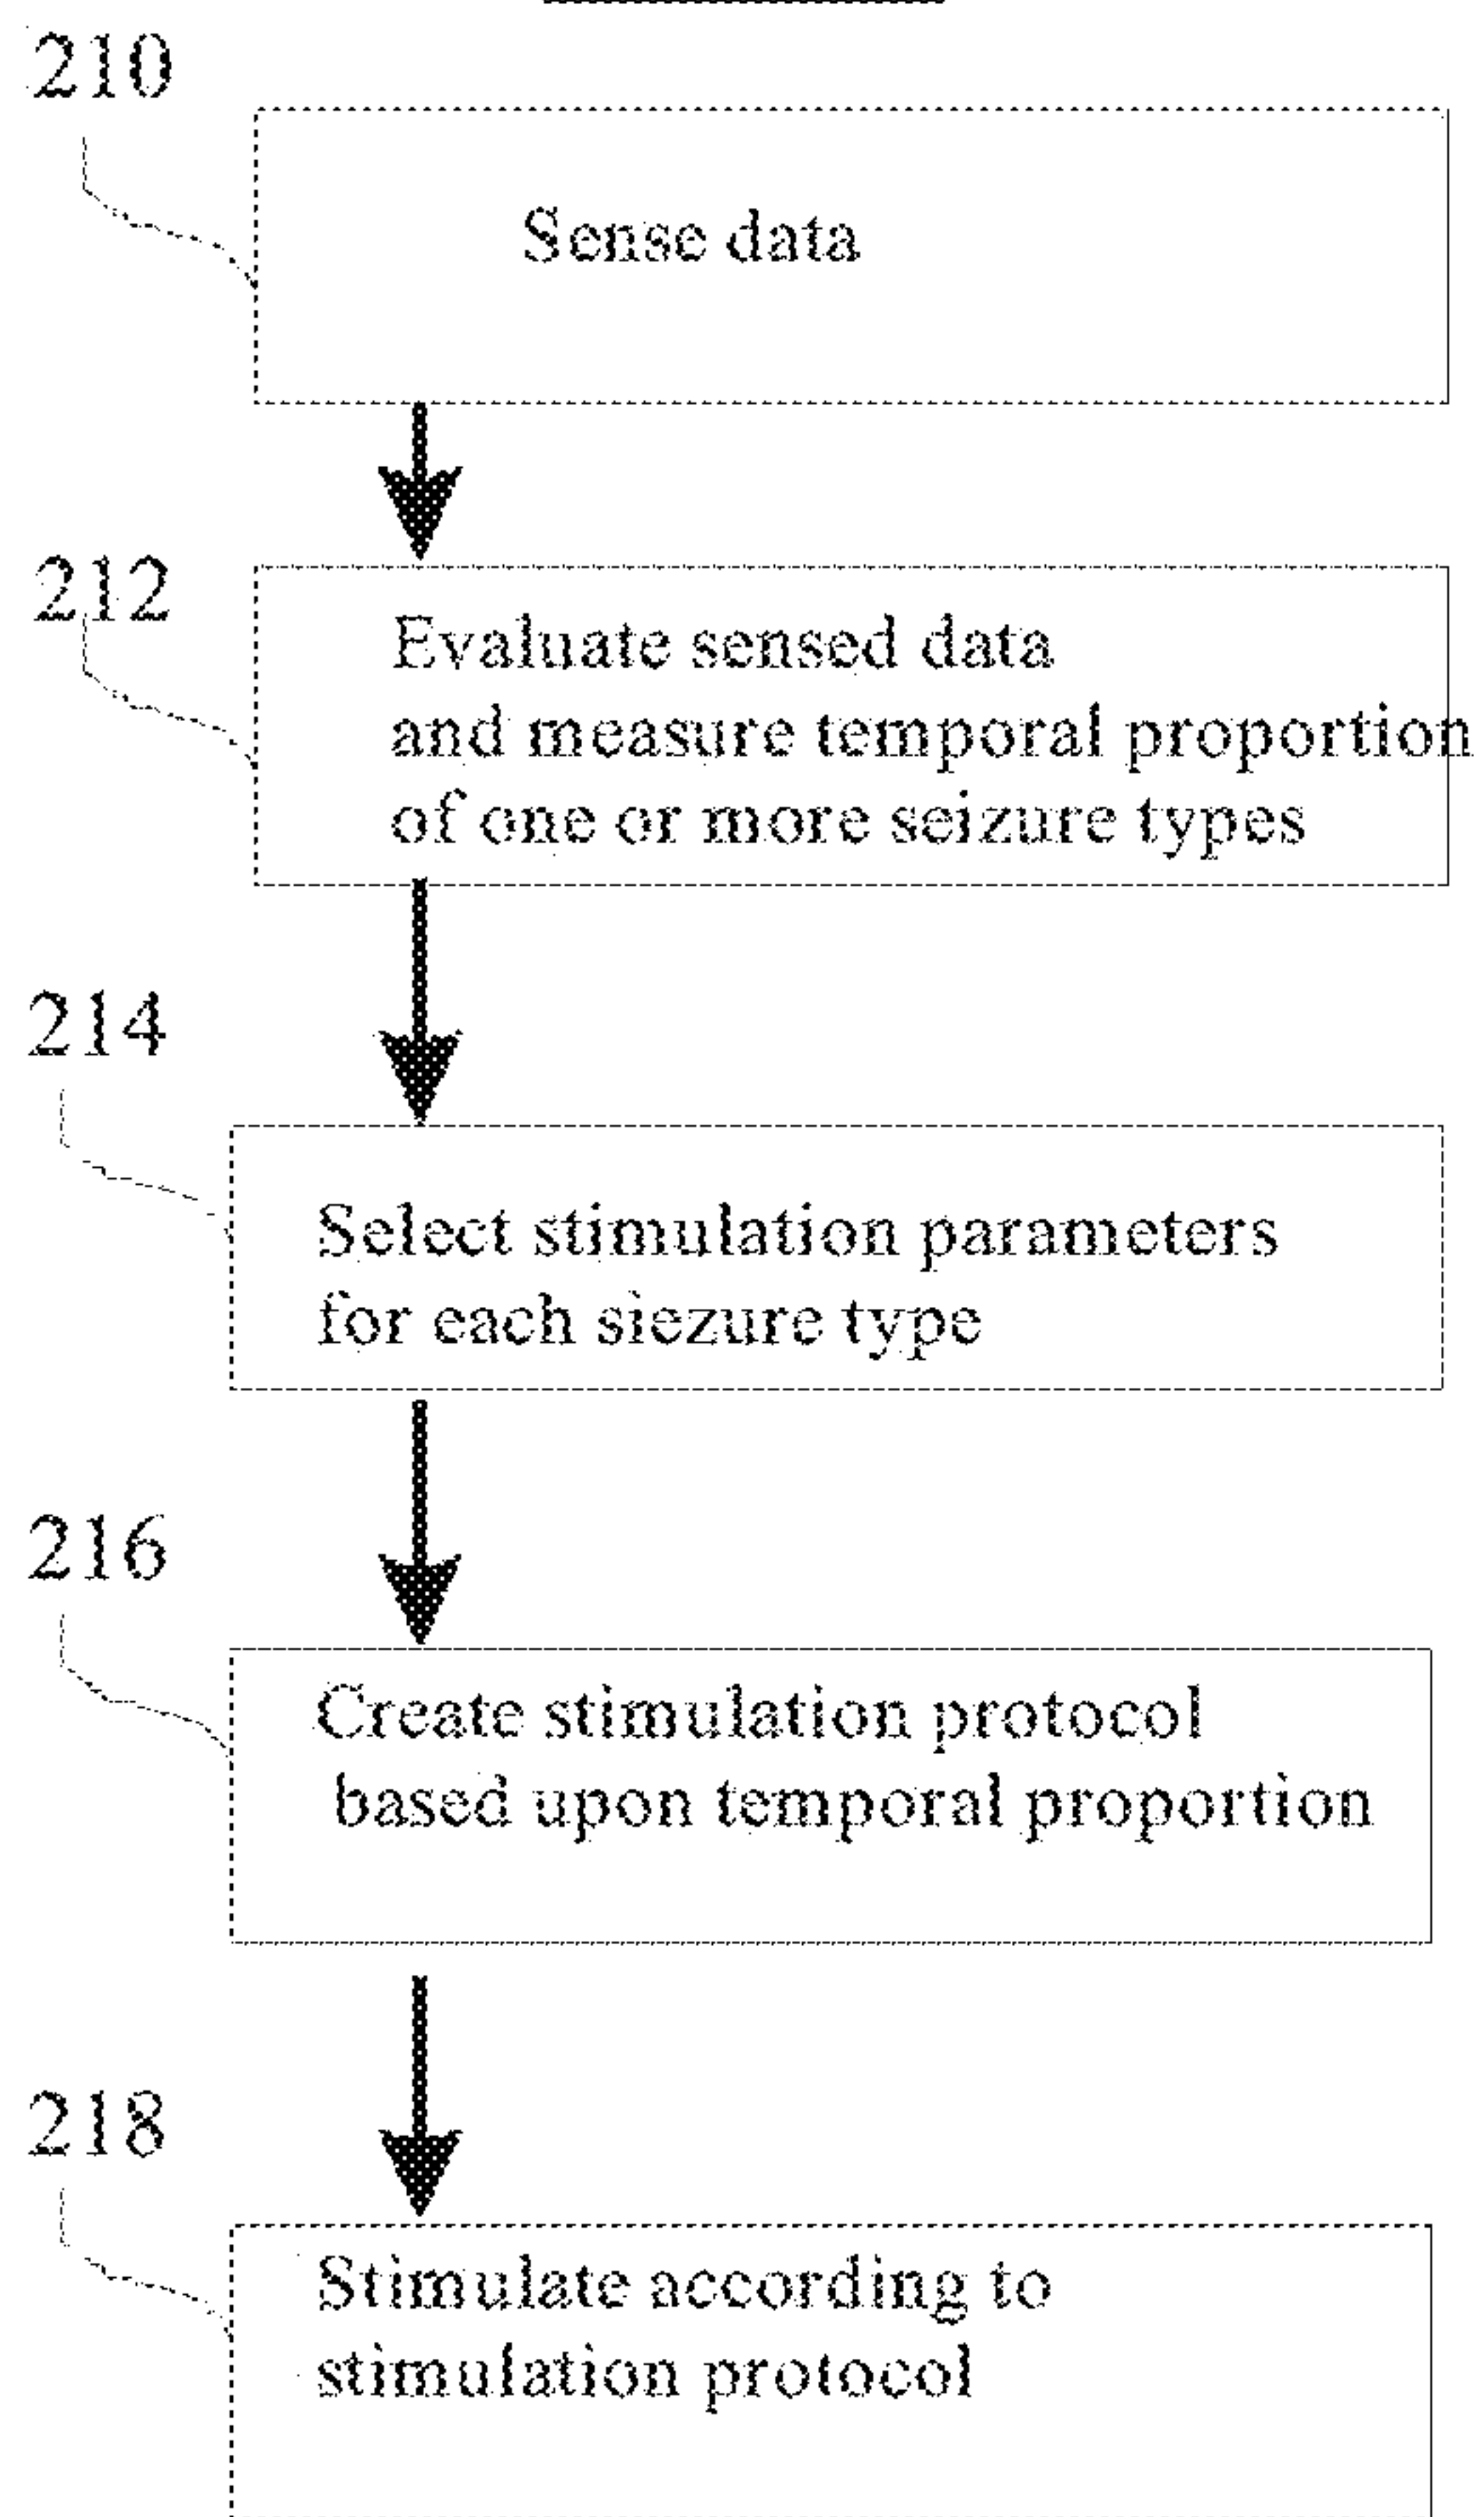 210
Sense data
212
Evaluate sensed data
and measure temporal proportion
of one or more seizure types
214
Select stimulation parameters
for each siezure type
216
Create stimulation protocol
based upon temporal proportion
218
Stimulate according to
stimulation protocol